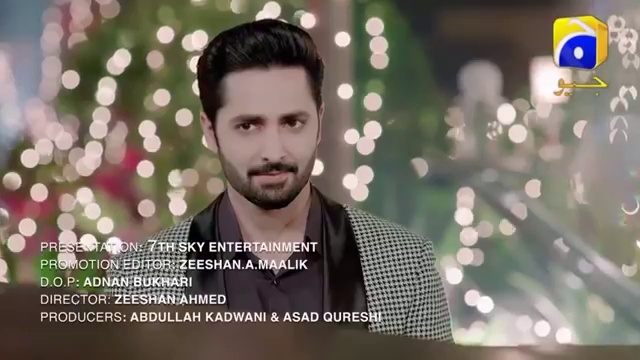 جیو
PRESENTATION: 7TH SKY ENTERTAINMENT
PROMOTION EDITOR: ZEESHAN.A.MAALIK
D.O.P: ADNAN BUKHARI
DIRECTOR: ZEESHAN AHMED
PRODUCERS: ABDULLAH KADWANI & ASAD QURESHI